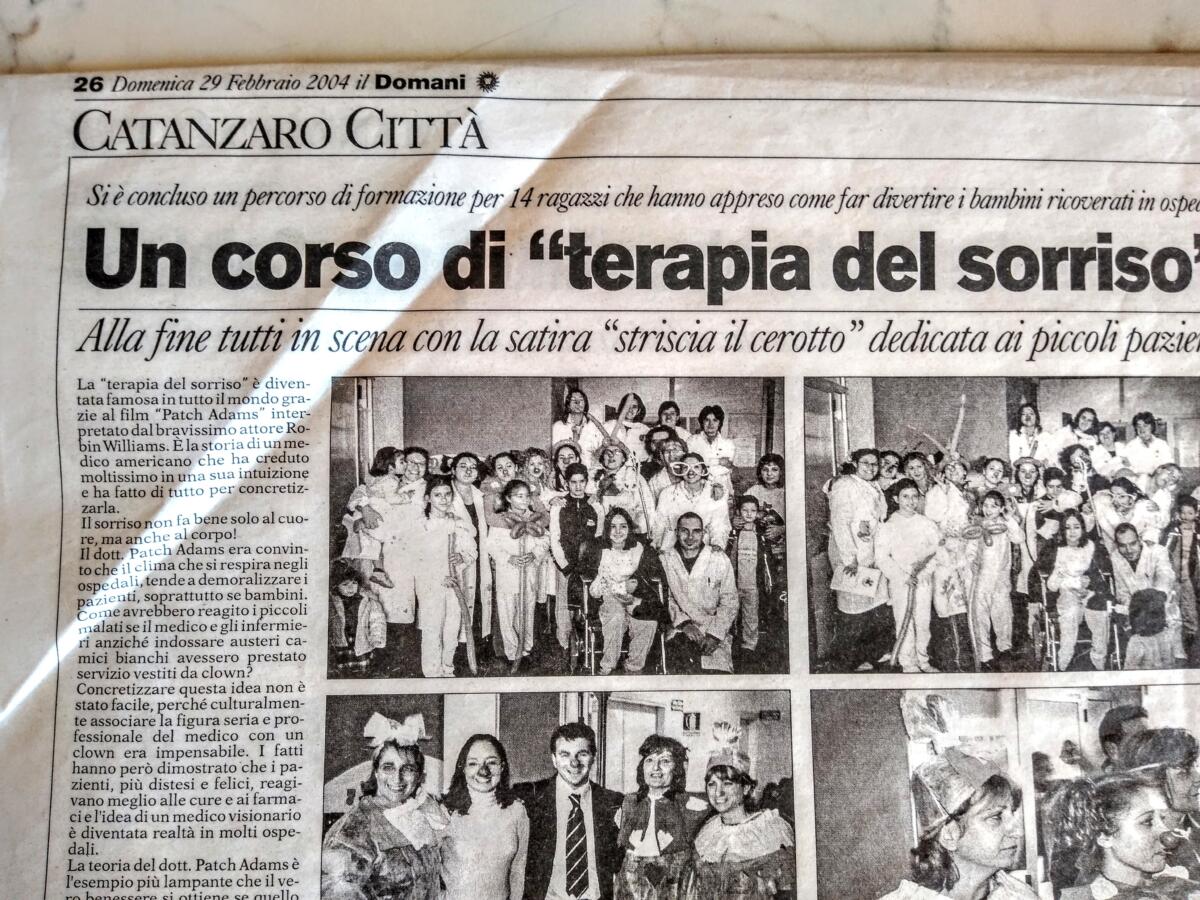 26 Domenica 29 Febbraio 2004 il Domani
CATANZARO CITTÀ
Si è concluso un percorso di formazione per 14 ragazzi che hanno appreso come far divertire i bambini ricoverati in ospe
Un corso di “terapia del sorriso”
Alla fine tutti in scena con la satira “striscia il cerotto” dedicata ai piccoli pazie
La “terapia del sorriso” è diven-
tata famosa in tutto il mondo gra-
zie al film “Patch Adams” inter-
pretato dal bravissimo attore Ro-
bin Williams. È la storia di un me-
dico americano che ha creduto
moltissimo in una sua intuizione
e ha fatto di tutto per concretiz-
zarla.
Il sorriso non fa bene solo al cuo-
re, ma anche al corpo!
Il dott. Patch Adams era convin-
to che il clima che si respira negli
ospedali, tende a demoralizzare i
pazienti, soprattutto se bambini.
Come avrebbero reagito i piccoli
malati se il medico e gli infermie-
ri anziché indossare austeri ca-
mici bianchi avessero prestato
servizio vestiti da clown?
Concretizzare questa idea non è
stato facile, perché culturalmen-
te associare la figura seria e pro-
fessionale del medico con un
clown era impensabile. I fatti
hanno però dimostrato che i pa-
zienti, più distesi e felici, reagi-
vano meglio alle cure e ai farma-
ci e l'idea di un medico visionario
è diventata realtà in molti ospe-
dali.
La teoria del dott. Patch Adams è
l'esempio più lampante che il ve-
ro benessere si ottiene se quello